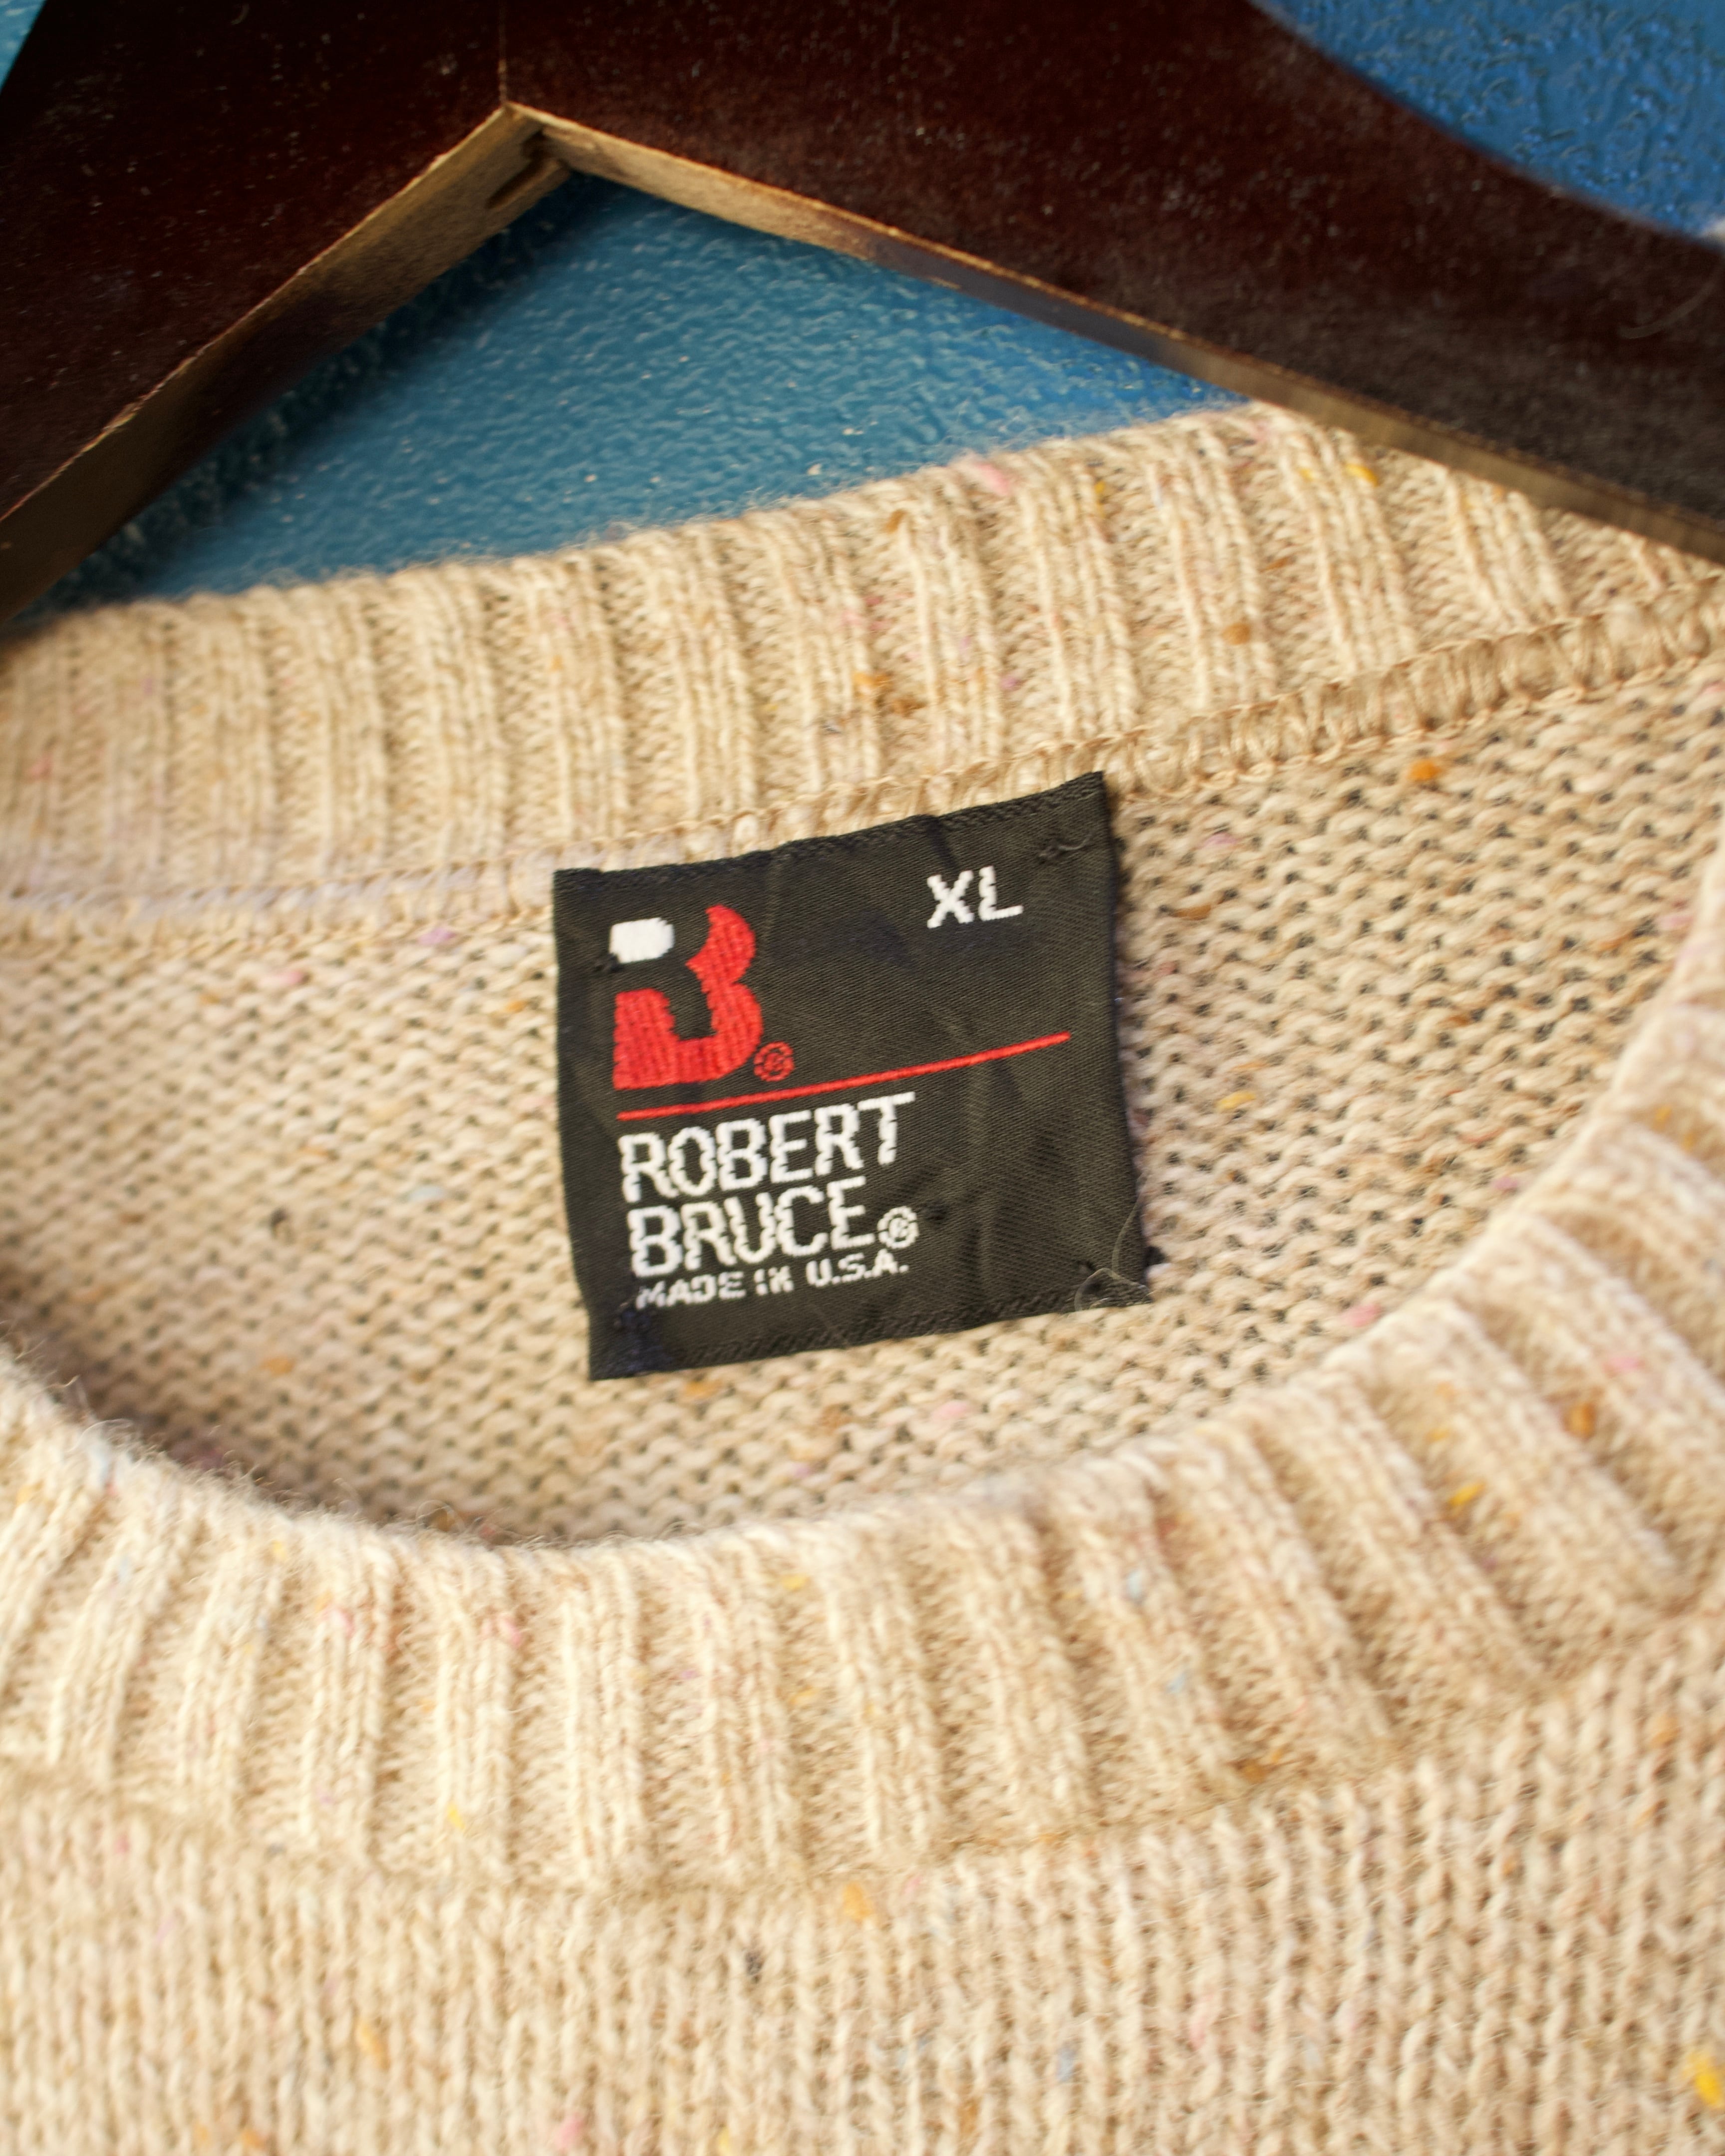 XL
B®
ROBERT
BRUCE®
MADE IN U.S.A.